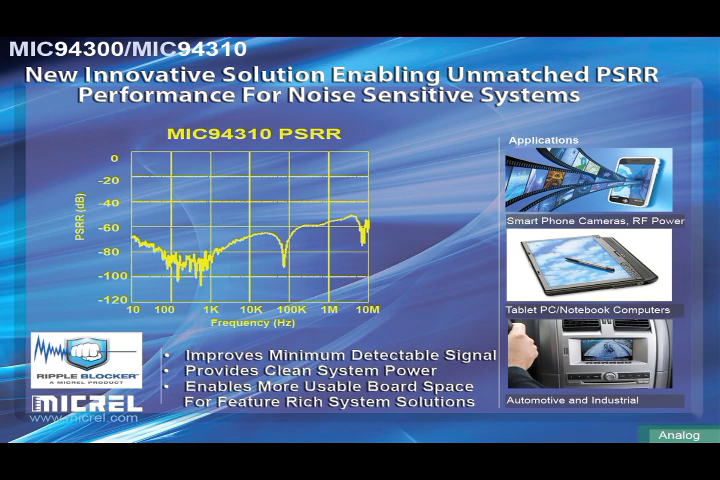 MIC94300/MIC94310
New Innovative Solution Enabling Unmatched PSRR
Performance For Noise Sensitive Systems
MIC94310 PSRR
PSRR (dB)
0
-20
-40
-60
-80
-100
-120
10 100 1K 10K 100K 1M 10M
Frequency (Hz)
Applications
Smart Phone Cameras, RF Power
Tablet PC/Notebook Computers
Automotive and Industrial
RIPPLE BLOCKER™
A MICREL PRODUCT
MICREL
www.micrel.com
• Improves Minimum Detectable Signal
• Provides Clean System Power
• Enables More Usable Board Space
For Feature Rich System Solutions
Analog